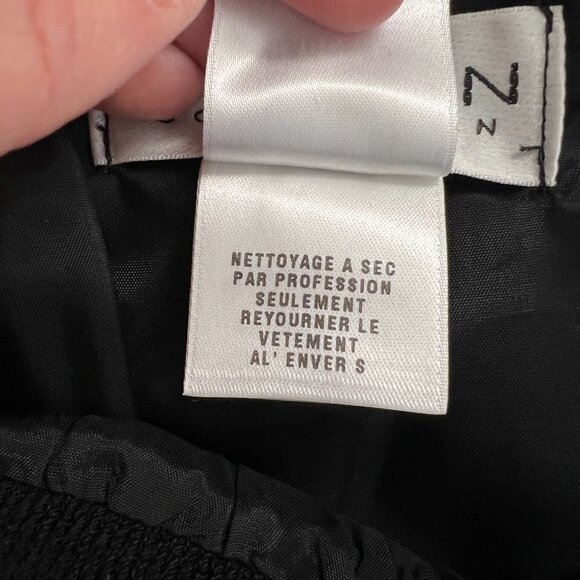 NETTOYAGE A SEC
PAR PROFESSION
SEULEMENT
REYOURNER LE
VETEMENT
AL' ENVER S
Z
N